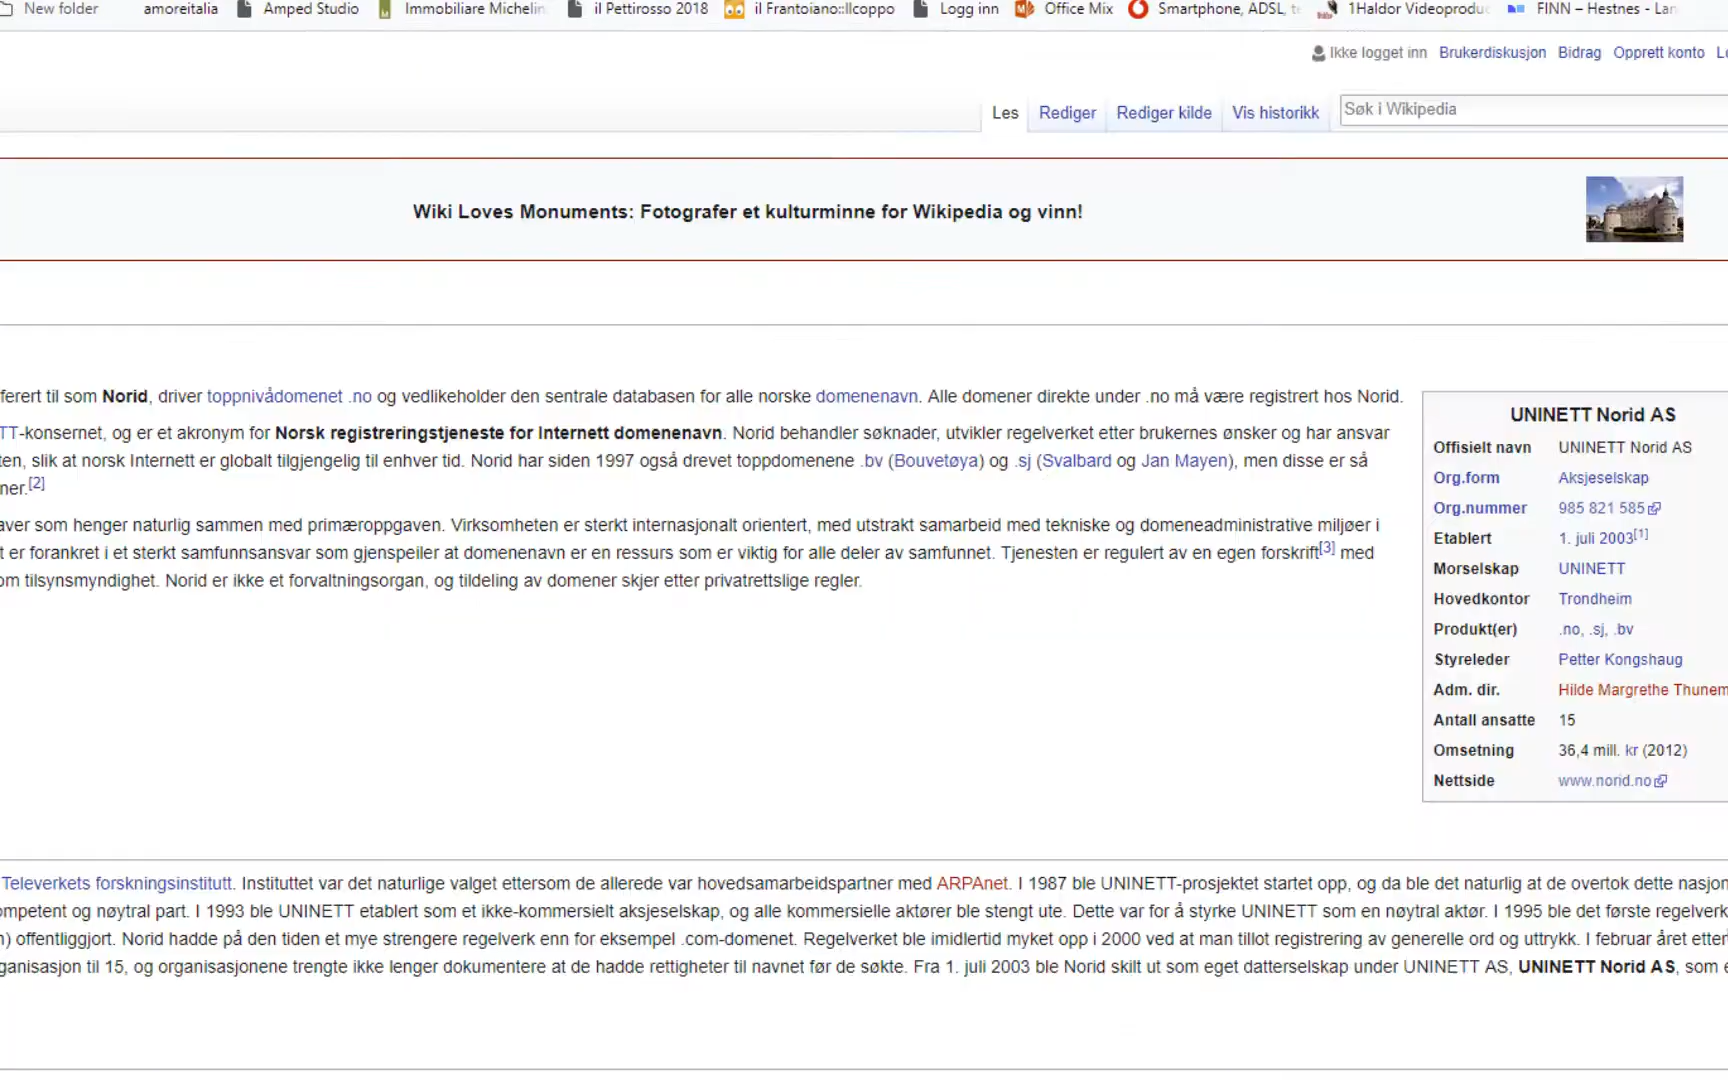 New folder amoreitalia Amped Studio Immobiliare Michelin il Pettirosso 2018 il Frantoiano::Ilcoppo Logg inn Office Mix Smartphone, ADSL, 1Haldor Videoprodu FINN – Hestnes - Lan
Ikke logget inn Brukerdiskusjon Bidrag Opprett konto
Les Rediger Rediger kilde Vis historikk Søk i Wikipedia
Wiki Loves Monuments: Fotografer et kulturminne for Wikipedia og vinn!
ferert til som Norid, driver toppnivådomenet .no og vedlikeholder den sentrale databasen for alle norske domenenavn. Alle domener direkte under .no må være registrert hos Norid.
TT-konsernet, og er et akronym for Norsk registreringstjeneste for Internett domenenavn. Norid behandler søknader, utvikler regelverket etter brukernes ønsker og har ansvar
ten, slik at norsk Internett er globalt tilgjengelig til enhver tid. Norid har siden 1997 også drevet toppdomenene .bv (Bouvetøya) og .sj (Svalbard og Jan Mayen), men disse er så
ner.[2]
aver som henger naturlig sammen med primæroppgaven. Virksomheten er sterkt internasjonalt orientert, med utstrakt samarbeid med tekniske og domeneadministrative miljøer i
t er forankret i et sterkt samfunnsansvar som gjenspeiler at domenenavn er en ressurs som er viktig for alle deler av samfunnet. Tjenesten er regulert av en egen forskrift[3] med
om tilsynsmyndighet. Norid er ikke et forvaltningsorgan, og tildeling av domener skjer etter privatrettslige regler.
UNINETT Norid AS
Offisielt navn UNINETT Norid AS
Org.form Aksjeselskap
Org.nummer 985 821 585
Etablert 1. juli 2003[1]
Morselskap UNINETT
Hovedkontor Trondheim
Produkt(er) .no, .sj, .bv
Styreleder Petter Kongshaug
Adm. dir. Hilde Margrethe Thunem
Antall ansatte 15
Omsetning 36,4 mill. kr (2012)
Nettside www.norid.no
Televerkets forskningsinstitutt. Instituttet var det naturlige valget ettersom de allerede var hovedsamarbeidspartner med ARPAnet. I 1987 ble UNINETT-prosjektet startet opp, og da ble det naturlig at de overtok dette nasjon
ompetent og nøytral part. I 1993 ble UNINETT etablert som et ikke-kommersielt aksjeselskap, og alle kommersielle aktører ble stengt ute. Dette var for å styrke UNINETT som en nøytral aktør. I 1995 ble det første regelverk
n) offentliggjort. Norid hadde på den tiden et mye strengere regelverk enn for eksempel .com-domenet. Regelverket ble imidlertid myket opp i 2000 ved at man tillot registrering av generelle ord og uttrykk. I februar året etter
ganisasjon til 15, og organisasjonene trengte ikke lenger dokumentere at de hadde rettigheter til navnet før de søkte. Fra 1. juli 2003 ble Norid skilt ut som eget datterselskap under UNINETT AS, UNINETT Norid AS, som e